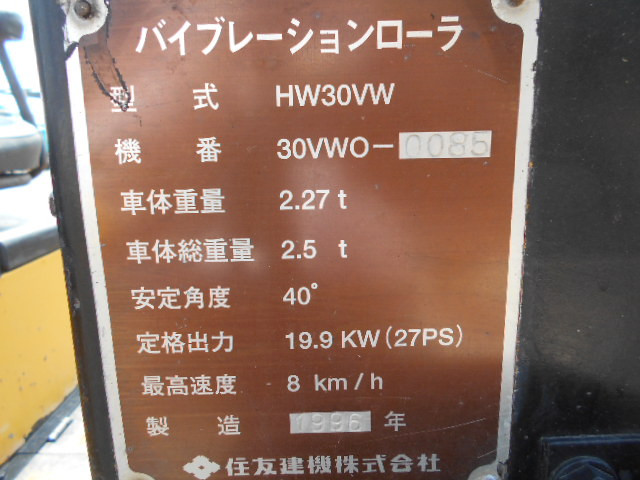 バイブレーションローラ
型 式 HW30VW
機 番 30VWO-0085
車体重量 2.27 t
車体総重量 2.5 t
安定角度 40°
定格出力 19.9 KW(27PS)
最高速度 8 km/h
製 造 1996 年
住友建機株式会社